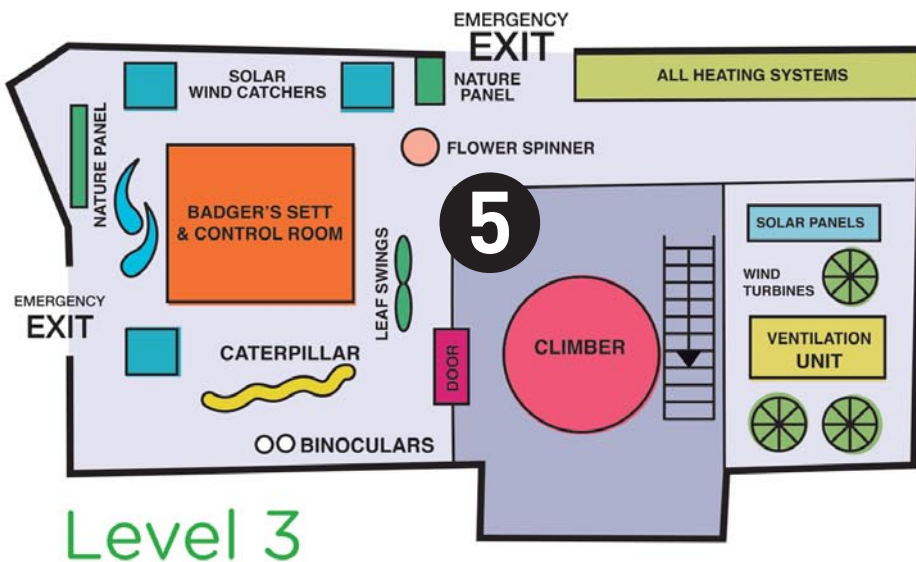 EMERGENCY
EXIT
SOLAR
WIND CATCHERS
NATURE
PANEL
ALL HEATING SYSTEMS
NATURE PANEL
FLOWER SPINNER
BADGER'S SETT
& CONTROL ROOM
5
SOLAR PANELS
LEAF SWINGS
WIND
TURBINES
EMERGENCY
EXIT
CATERPILLAR
DOOR
CLIMBER
VENTILATION
UNIT
BINOCULARS
Level 3